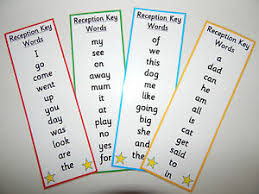 Reception Key
Words
I
go
come
went
up
you
day
was
look
are
the
Reception Key
Words
my
see
on
away
mum
it
at
play
no
yes
for
Reception Key
Words
of
we
this
dog
me
like
going
big
she
and
they
Reception Key
Words
a
dad
can
he
am
all
is
cat
get
said
to
in